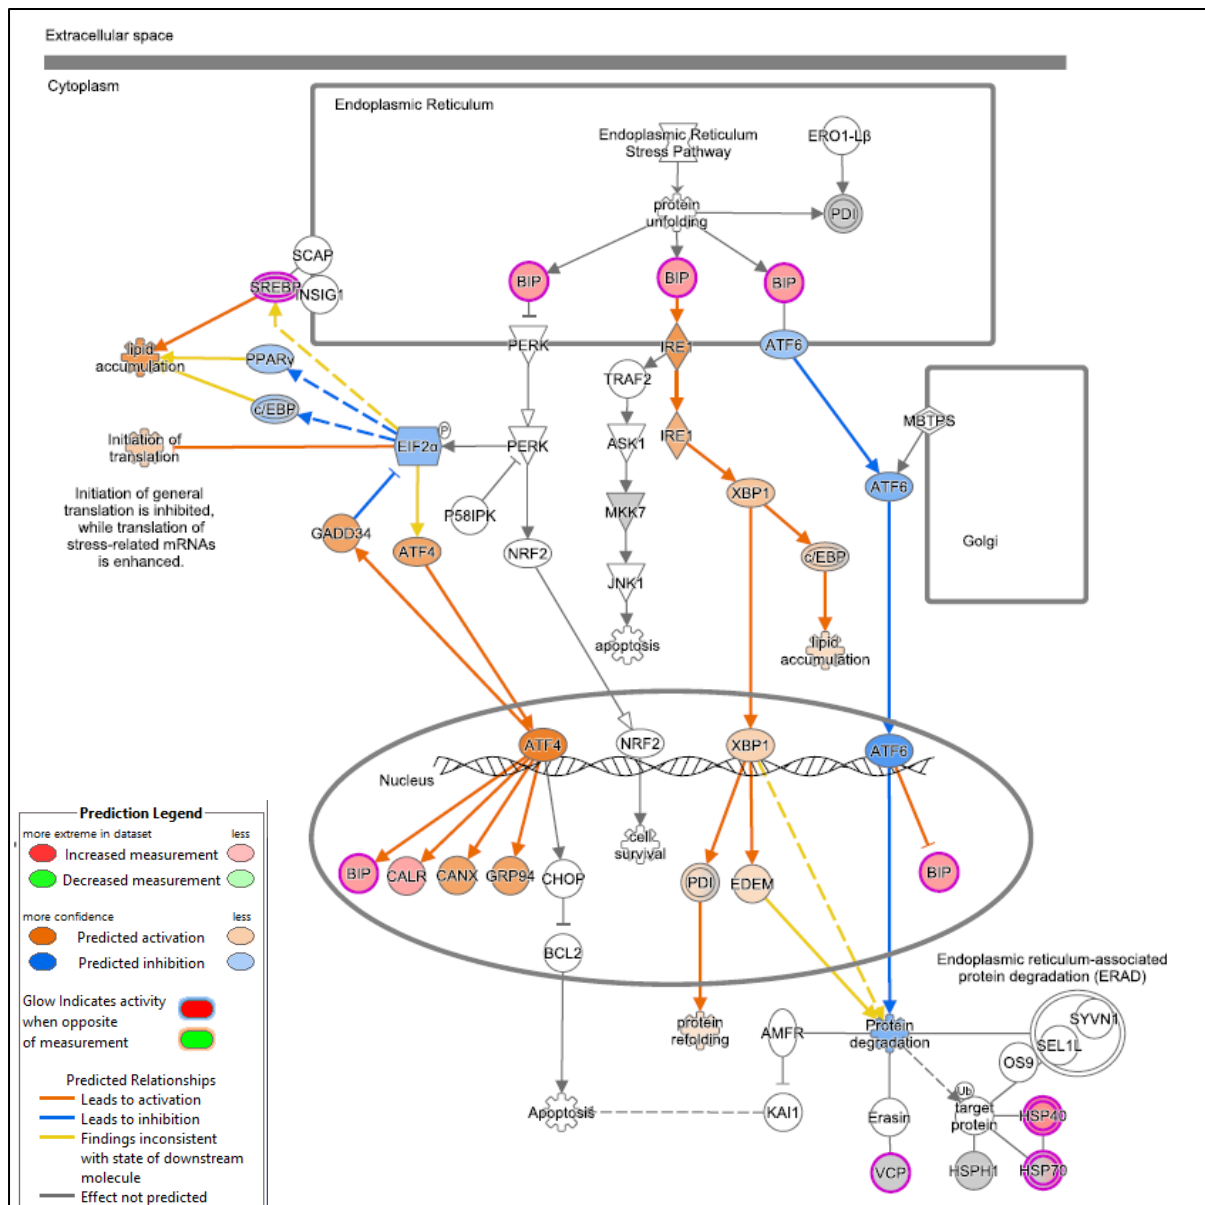 Extracellular space
Cytoplasm
Endoplasmic Reticulum
Endoplasmic Reticulum
Stress Pathway
ERO1-Lβ
protein
unfolding
PDI
SCAP
SREBP
INSIG1
BIP
BIP
BIP
lipid
accumulation
PPARγ
PERK
IRE1
ATF6
TRAF2
c/EBP
MBTPS
Initiation of
translation
EIF2α
P
PERK
ASK1
IRE1
XBP1
ATF6
Initiation of general
translation is inhibited,
while translation of
stress-related mRNAs
is enhanced.
P58IPK
MKK7
GADD34
ATF4
NRF2
c/EBP
Golgi
JNK1
apoptosis
lipid
accumulation
ATF4
NRF2
XBP1
ATF6
Nucleus
cell
survival
BIP
CALR
CANX
GRP94
CHOP
PDI
EDEM
BIP
BCL2
Endoplasmic reticulum-associated
protein degradation (ERAD)
protein
refolding
AMFR
Protein
degradation
SYVN1
SEL1L
OS9
Ub
target
protein
Apoptosis
KAI1
Erasin
HSP40
VCP
HSPH1
HSP70
Prediction Legend
more extreme in dataset less
Increased measurement
Decreased measurement
more confidence less
Predicted activation
Predicted inhibition
Glow Indicates activity
when opposite
of measurement
Predicted Relationships
Leads to activation
Leads to inhibition
Findings inconsistent
with state of downstream
molecule
Effect not predicted